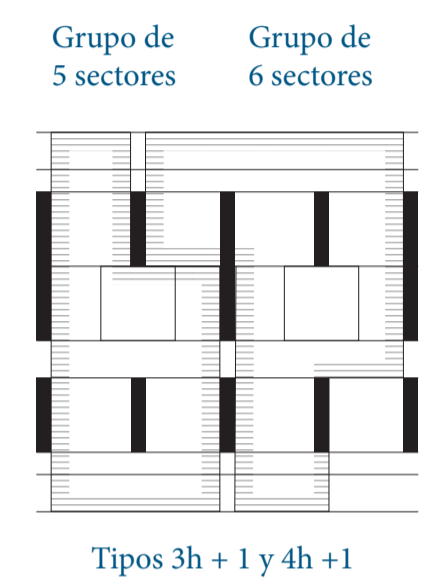 Grupo de
5 sectores
Grupo de
6 sectores
Tipos 3h + 1 y 4h +1